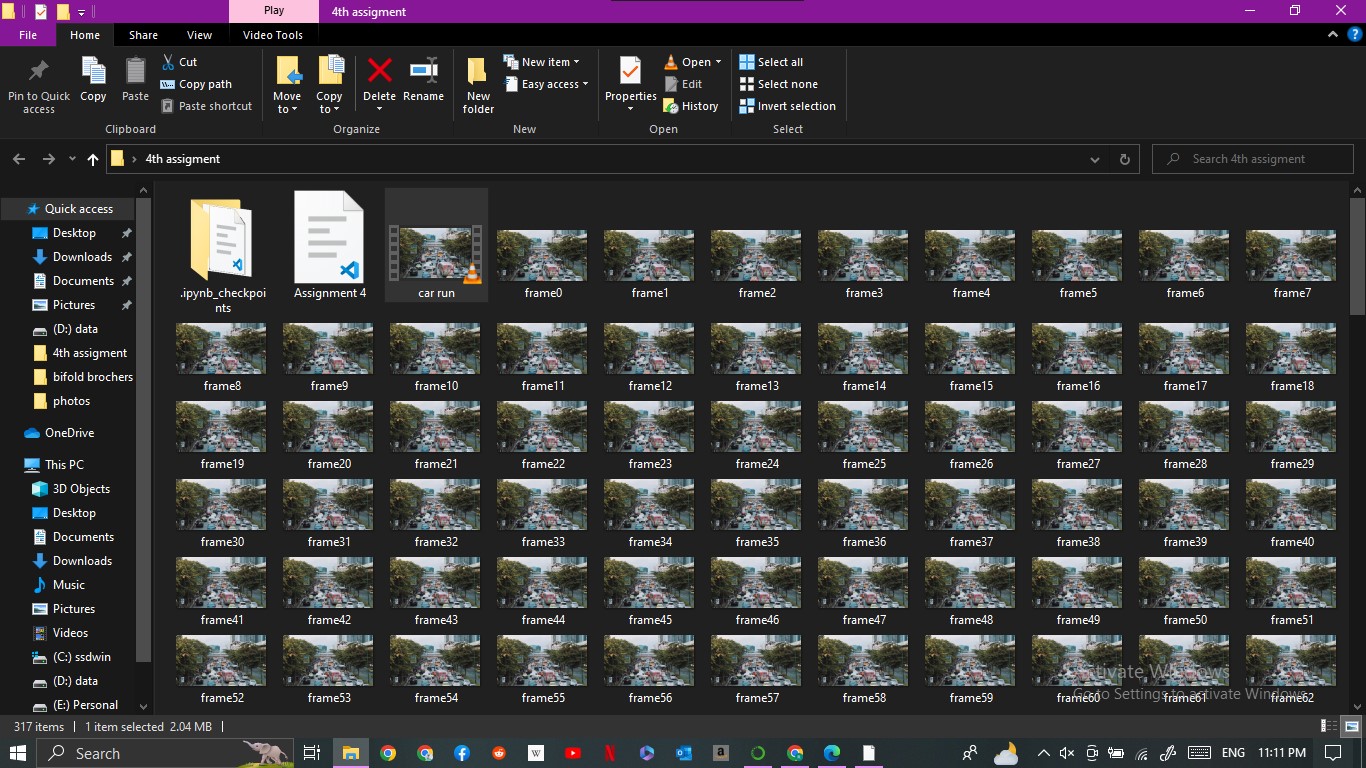 Play
4th assigment
File
Home
Share
View
Video Tools
Pin to Quick
access
Copy
Paste
Cut
Copy path
Paste shortcut
Clipboard
Move
to
Copy
to
Delete
Rename
Organize
New
folder
New item
Easy access
New
Properties
Open
Edit
History
Open
Select all
Select none
Invert selection
Select
4th assigment
Search 4th assigment
Quick access
Desktop
Downloads
Documents
Pictures
(D:) data
4th assigment
bifold brochers
photos
OneDrive
This PC
3D Objects
Desktop
Documents
Downloads
Music
Pictures
Videos
(C:) ssdwin
(D:) data
(E:) Personal
.ipynb_checkpoi
nts
Assignment 4
car run
frame0
frame1
frame2
frame3
frame4
frame5
frame6
frame7
frame8
frame9
frame10
frame11
frame12
frame13
frame14
frame15
frame16
frame17
frame18
frame19
frame20
frame21
frame22
frame23
frame24
frame25
frame26
frame27
frame28
frame29
frame30
frame31
frame32
frame33
frame34
frame35
frame36
frame37
frame38
frame39
frame40
frame41
frame42
frame43
frame44
frame45
frame46
frame47
frame48
frame49
frame50
frame51
frame52
frame53
frame54
frame55
frame56
frame57
frame58
frame59
frame60
frame61
frame62
Activate Windows
Go to Settings to activate Windows.
317 items
1 item selected 2.04 MB
Search
W
a
ENG
11:11 PM